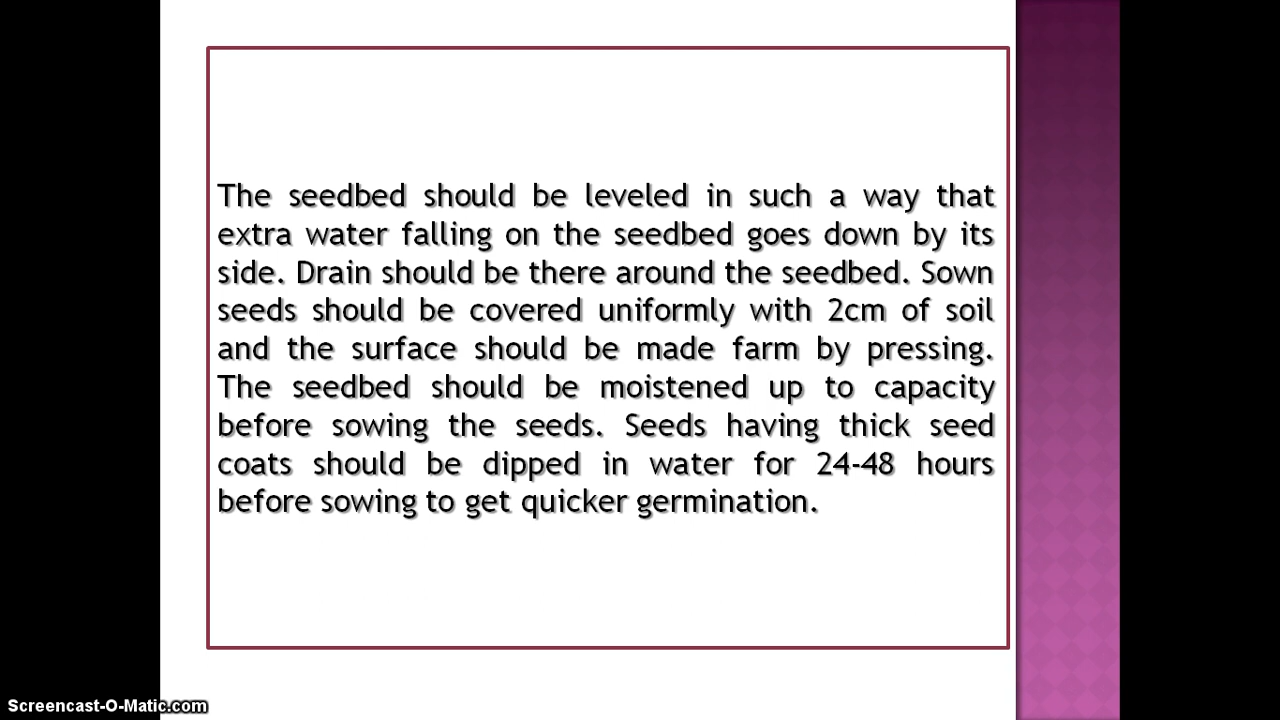 The seedbed should be leveled in such a way that
extra water falling on the seedbed goes down by its
side. Drain should be there around the seedbed. Sown
seeds should be covered uniformly with 2cm of soil
and the surface should be made farm by pressing.
The seedbed should be moistened up to capacity
before sowing the seeds. Seeds having thick seed
coats should be dipped in water for 24-48 hours
before sowing to get quicker germination.
Screencast-O-Matic.com